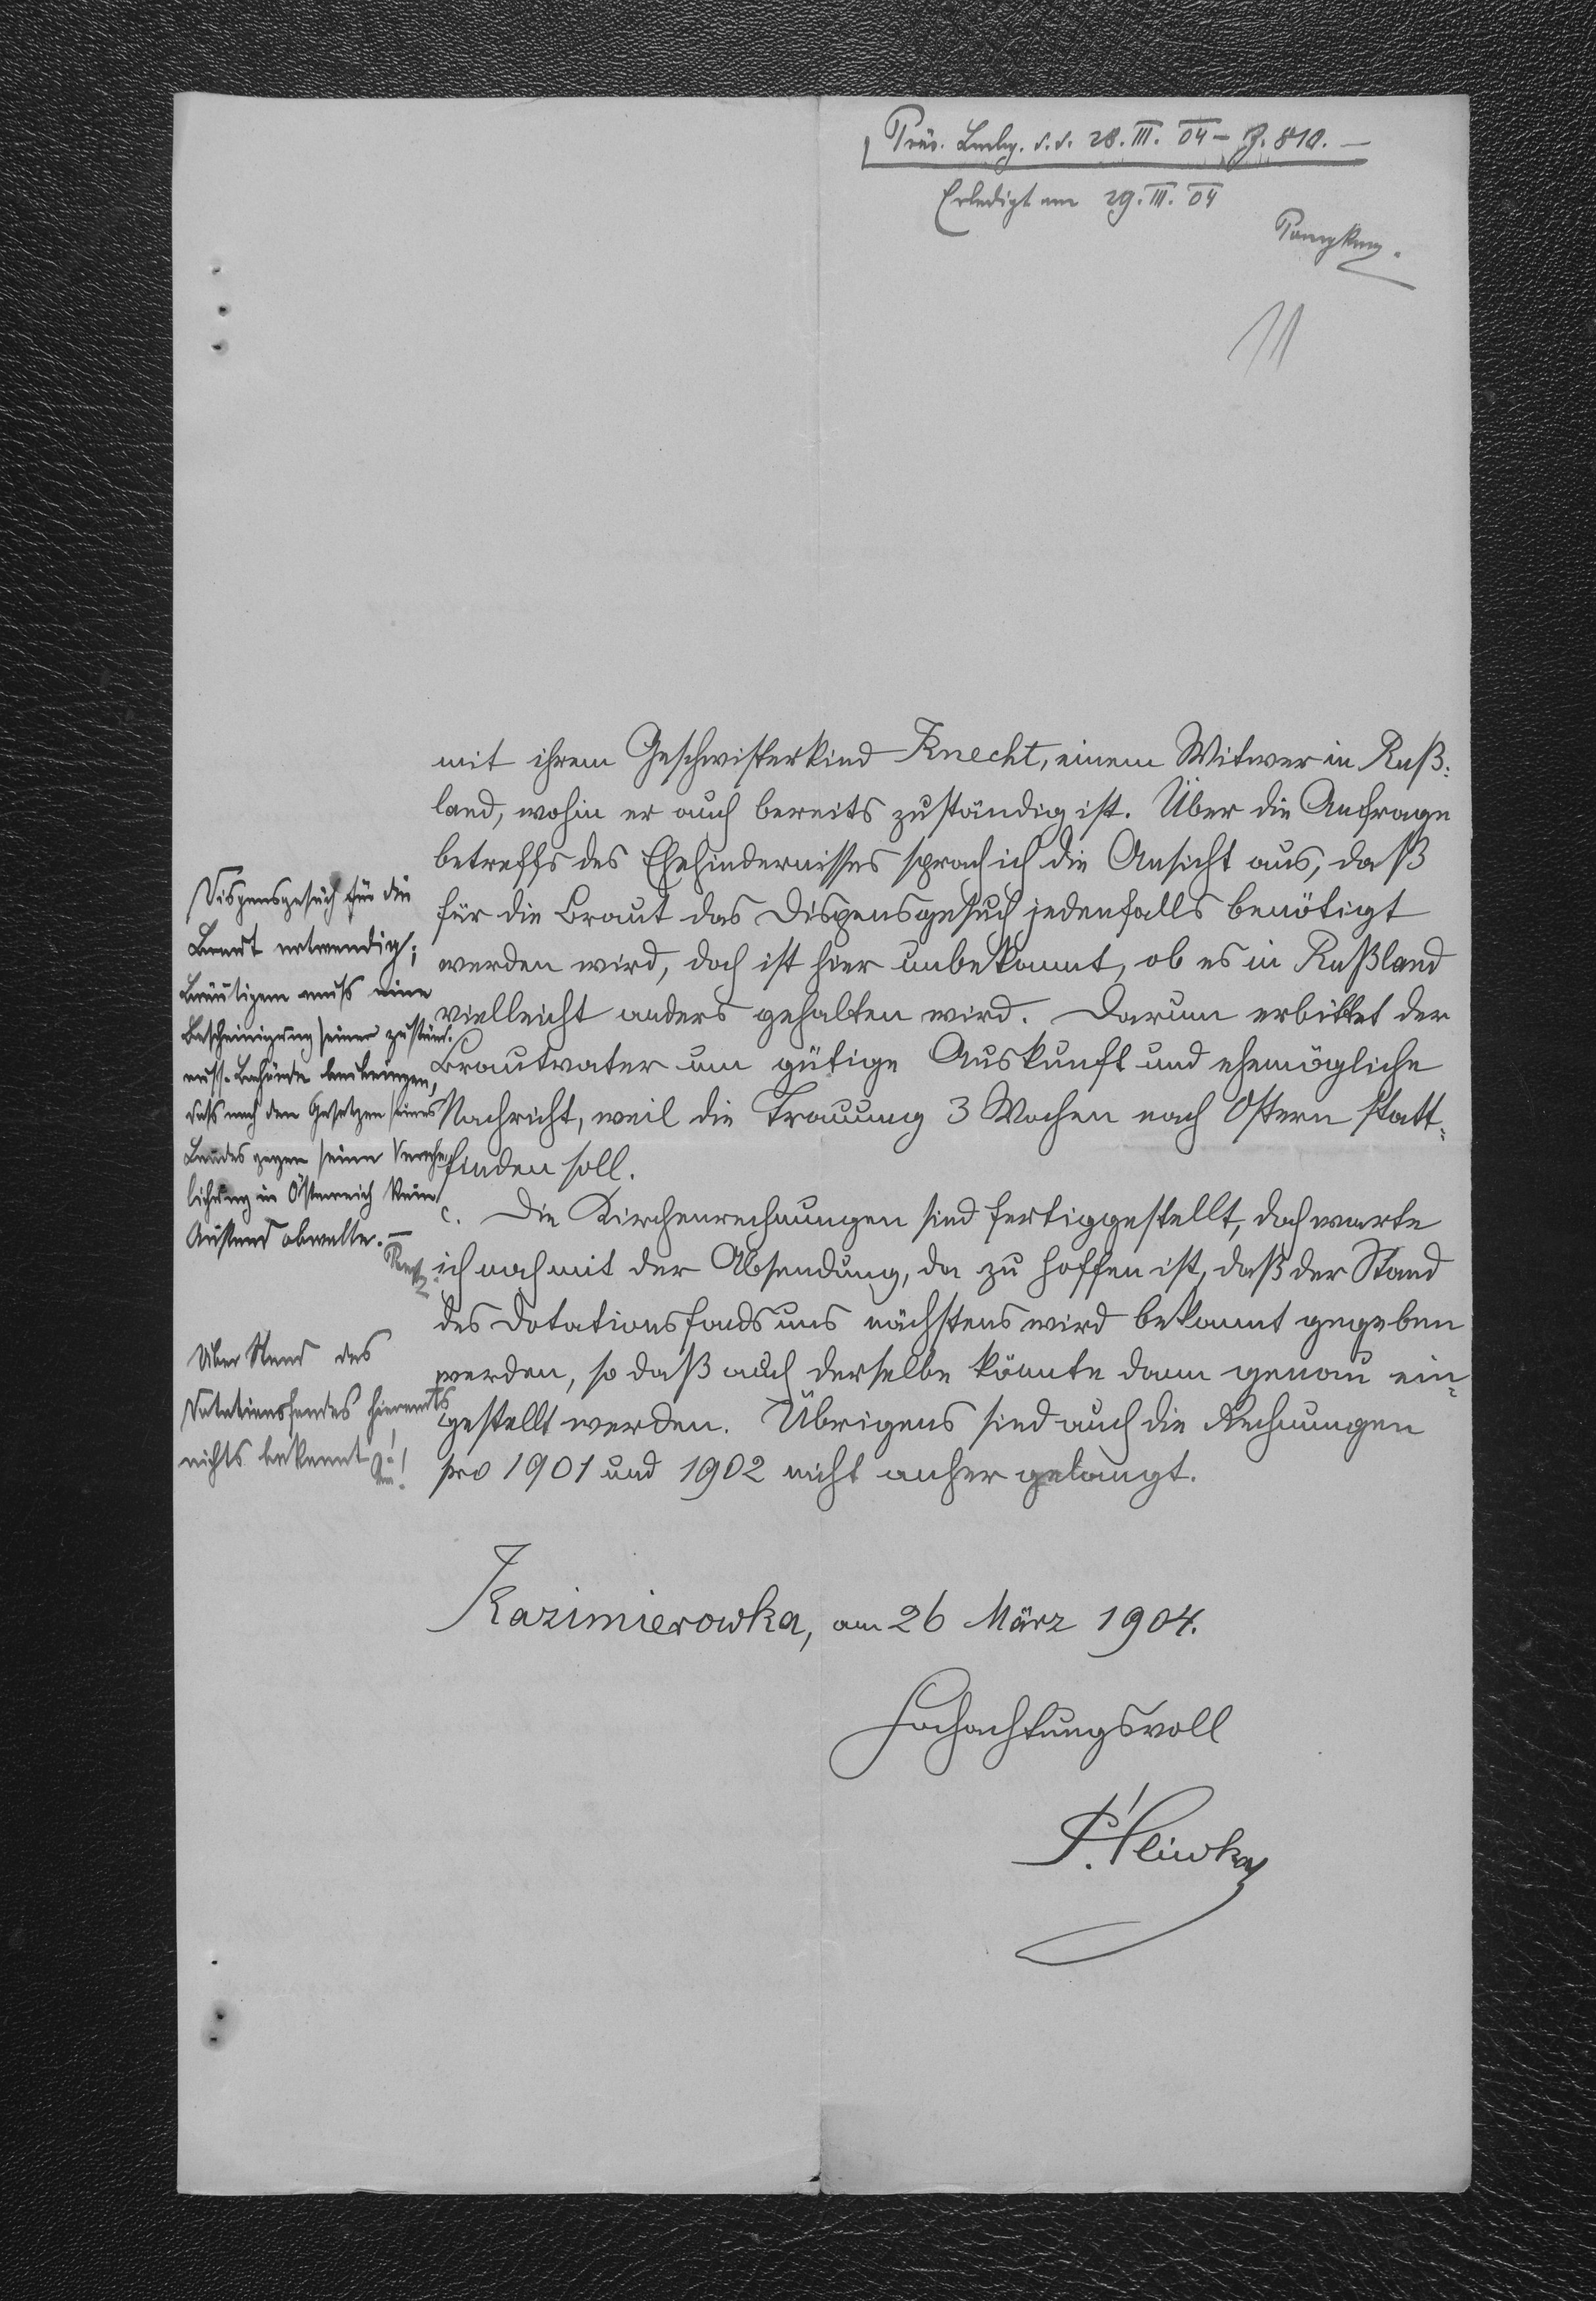 Präs. Lmbg. d. d. 28. III. 04 – Z. 810. —
Erledigt am 29. III. 04
mit ihrem Geschwisterkind Knecht, einem Witwer in Ruß:
land, wohin er auch bereits zuständig ist. Über die Anfrage
betreffs des Ehehindernisses sprach ich die Ansicht aus, daß
für die Braut das Dispensgesuch jedenfalls benötigt
werden wird, doch ist hier unbekannt, ob es in Rußland
vielleicht anders gehalten wird. Darum erbittet der
Brautvater um gütige Auskunft und ehemögliche
Nachricht, weil die Trauung 3 Wochen nach Ostern statt-
finden soll.
c. Die Kirchenrechnungen sind fertiggestellt, doch warte
ich noch mit der Absendung, da zu hoffen ist, daß der Stand
des Dotationsfonds uns nächstens wird bekannt gegeben
werden, so daß auch derselbe könnte dann genau ein-
gestellt werden. Übrigens sind auch die Rechnungen
pro 1901 und 1902 nicht anher gelangt.
Dispensgesuch für die
Braut notwendig;
Bräutigam muß eine
Bescheinigung seiner zuständ.
russ. Behörde beibringen,
daß nach den Gesetzen seines
Landes gegen seine Verehe-
lichung in Österreich kein
Anstand obwalte. —
Über Stand des
Dotationsfondes hieramts
nichts bekannt!
Kazimierowka, am 26 März 1904.
Hochachtungsvoll
P. Sliwka